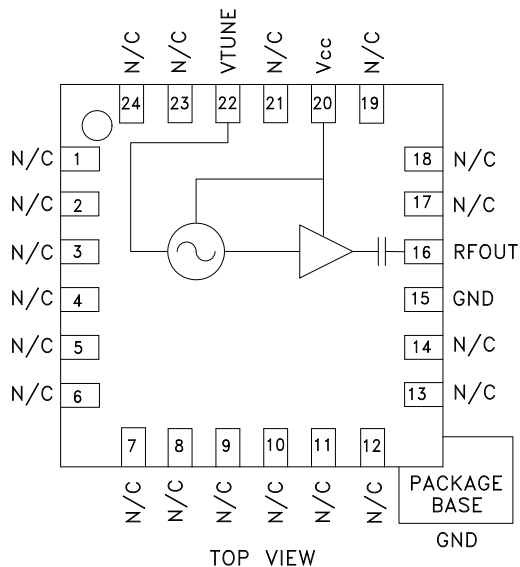 N/C N/C VTUNE N/C Vcc N/C
24 23 22 21 20 19
N/C 1 18 N/C
N/C 2 17 N/C
N/C 3 16 RFOUT
N/C 4 15 GND
N/C 5 14 N/C
N/C 6 13 N/C
7 8 9 10 11 12
N/C N/C N/C N/C N/C N/C
PACKAGE
BASE
GND
TOP VIEW